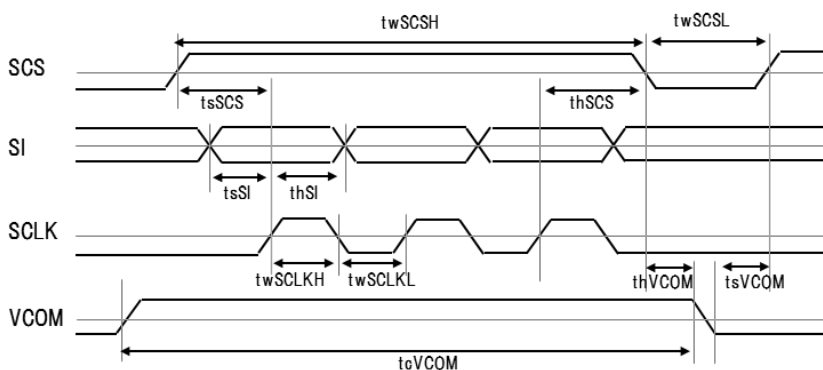 twSCSH twSCSL
SCS
tsSCS thSCS
SI
tsSI thSI
SCLK
twSCLKH twSCLKL thVCOM tsVCOM
VCOM
tcVCOM